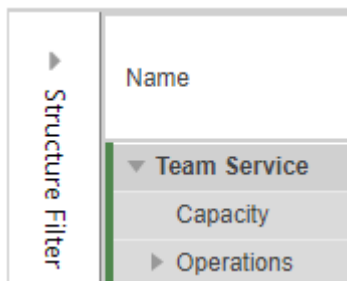 Structure Filter
Name
Team Service
Capacity
Operations